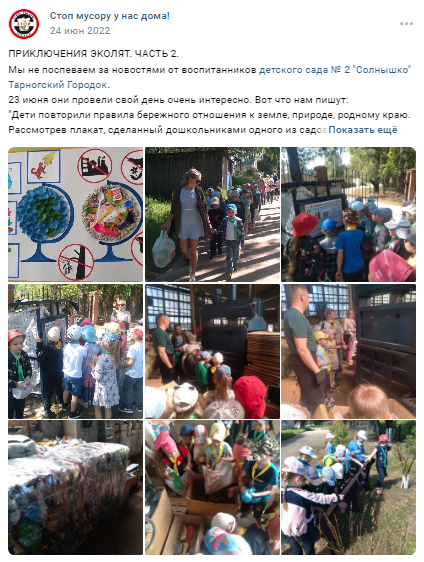 Стоп мусору у нас дома!
24 июн 2022
ПРИКЛЮЧЕНИЯ ЭКОЛЯТ. ЧАСТЬ 2.
Мы не поспеваем за новостями от воспитанников детского сада № 2 "Солнышко"
Тарногский Городок.
23 июня они провели свой день очень интересно. Вот что нам пишут:
"Дети повторили правила бережного отношения к земле, природе, родному краю.
Рассмотрев плакат, сделанный дошкольниками одного из садов Показать ещё